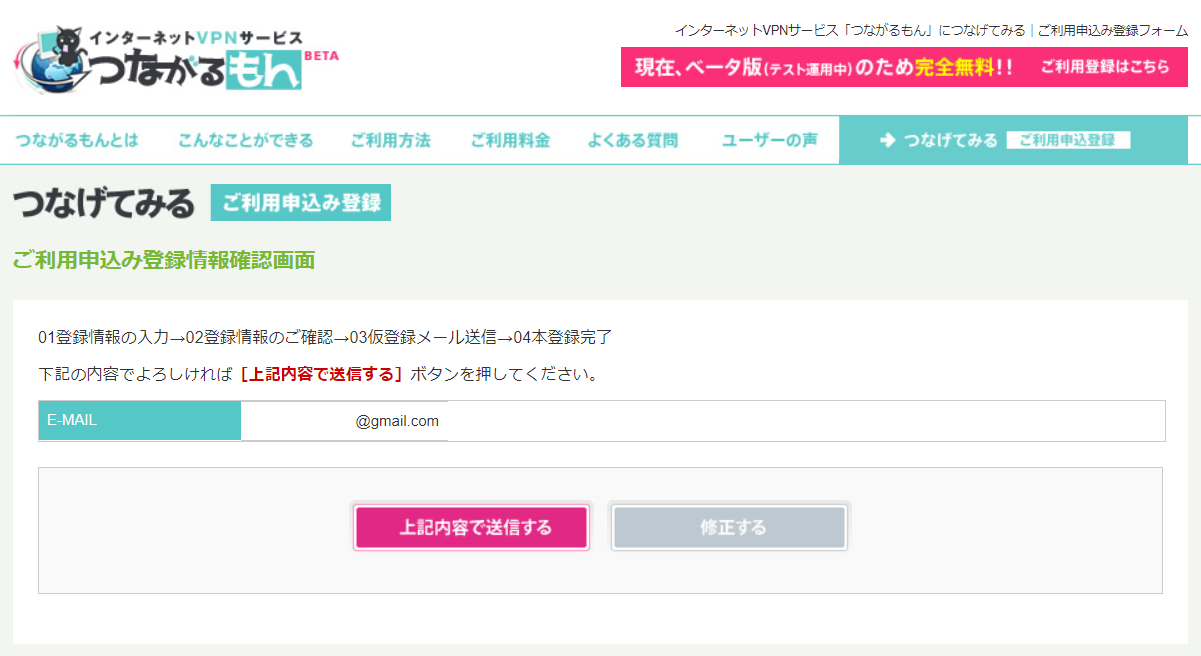 インターネットVPNサービス
つながるもん BETA
インターネットVPNサービス「つながるもん」につなげてみる｜ご利用申込み登録フォーム
現在、ベータ版(テスト運用中)のため完全無料!! ご利用登録はこちら
つながるもんとは こんなことができる ご利用方法 ご利用料金 よくある質問 ユーザーの声 つなげてみる ご利用申込登録
つなげてみる ご利用申込み登録
ご利用申込み登録情報確認画面
01登録情報の入力→02登録情報のご確認→03仮登録メール送信→04本登録完了
下記の内容でよろしければ［上記内容で送信する］ボタンを押してください。
E-MAIL @gmail.com
上記内容で送信する 修正する